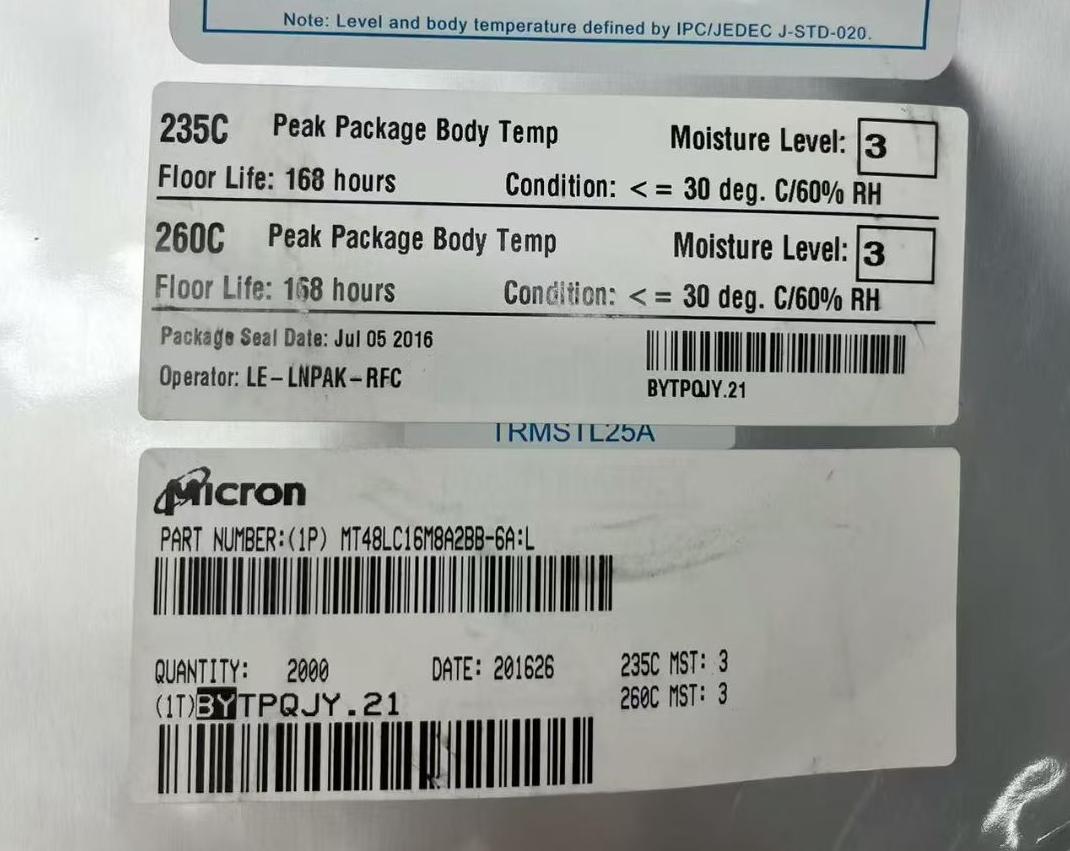 Note: Level and body temperature defined by IPC/JEDEC J-STD-020.
235C Peak Package Body Temp Moisture Level: 3
Floor Life: 168 hours Condition: < = 30 deg. C/60% RH
260C Peak Package Body Temp Moisture Level: 3
Floor Life: 168 hours Condition: < = 30 deg. C/60% RH
Package Seal Date: Jul 05 2016
Operator: LE-LNPAK-RFC
BYTPQJY.21
TRMSTL25A
Micron
PART NUMBER:(1P) MT48LC16M8A2BB-6A:L
QUANTITY: 2000 DATE: 201626 235C MST: 3
(1T)BYTPQJY.21 260C MST: 3